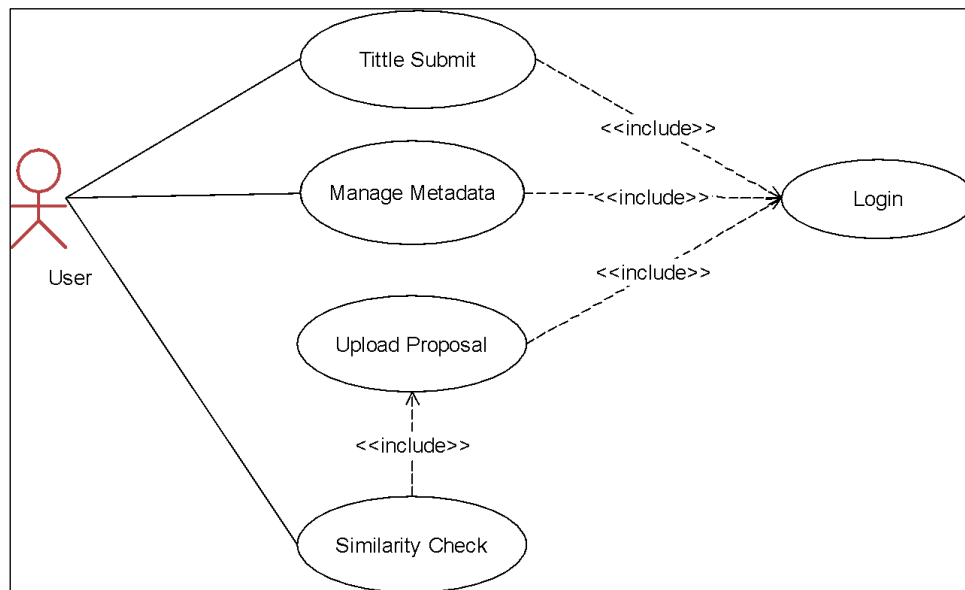 Tittle Submit
<<include>>
Manage Metadata
<<include>>
Login
User
<<include>>
Upload Proposal
<<include>>
Similarity Check